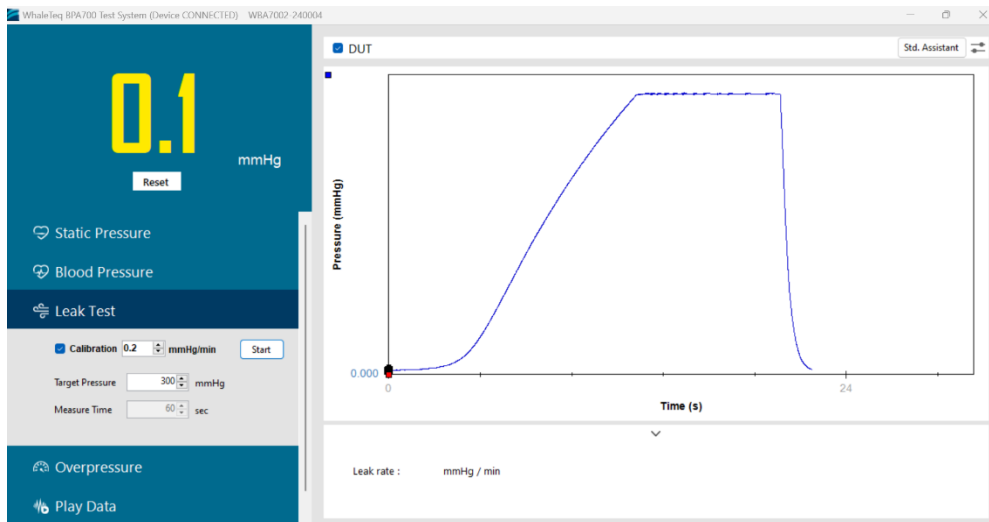 WhaleTeq BPA700 Test System (Device CONNECTED) WBA7002-240004
0.1
mmHg
Reset
Static Pressure
Blood Pressure
Leak Test
Calibration 0.2 mmHg/min Start
Target Pressure 300 mmHg
Measure Time 60 sec
Overpressure
Play Data
DUT
Std. Assistant
Pressure (mmHg)
0.000
0 24
Time (s)
Leak rate : mmHg / min